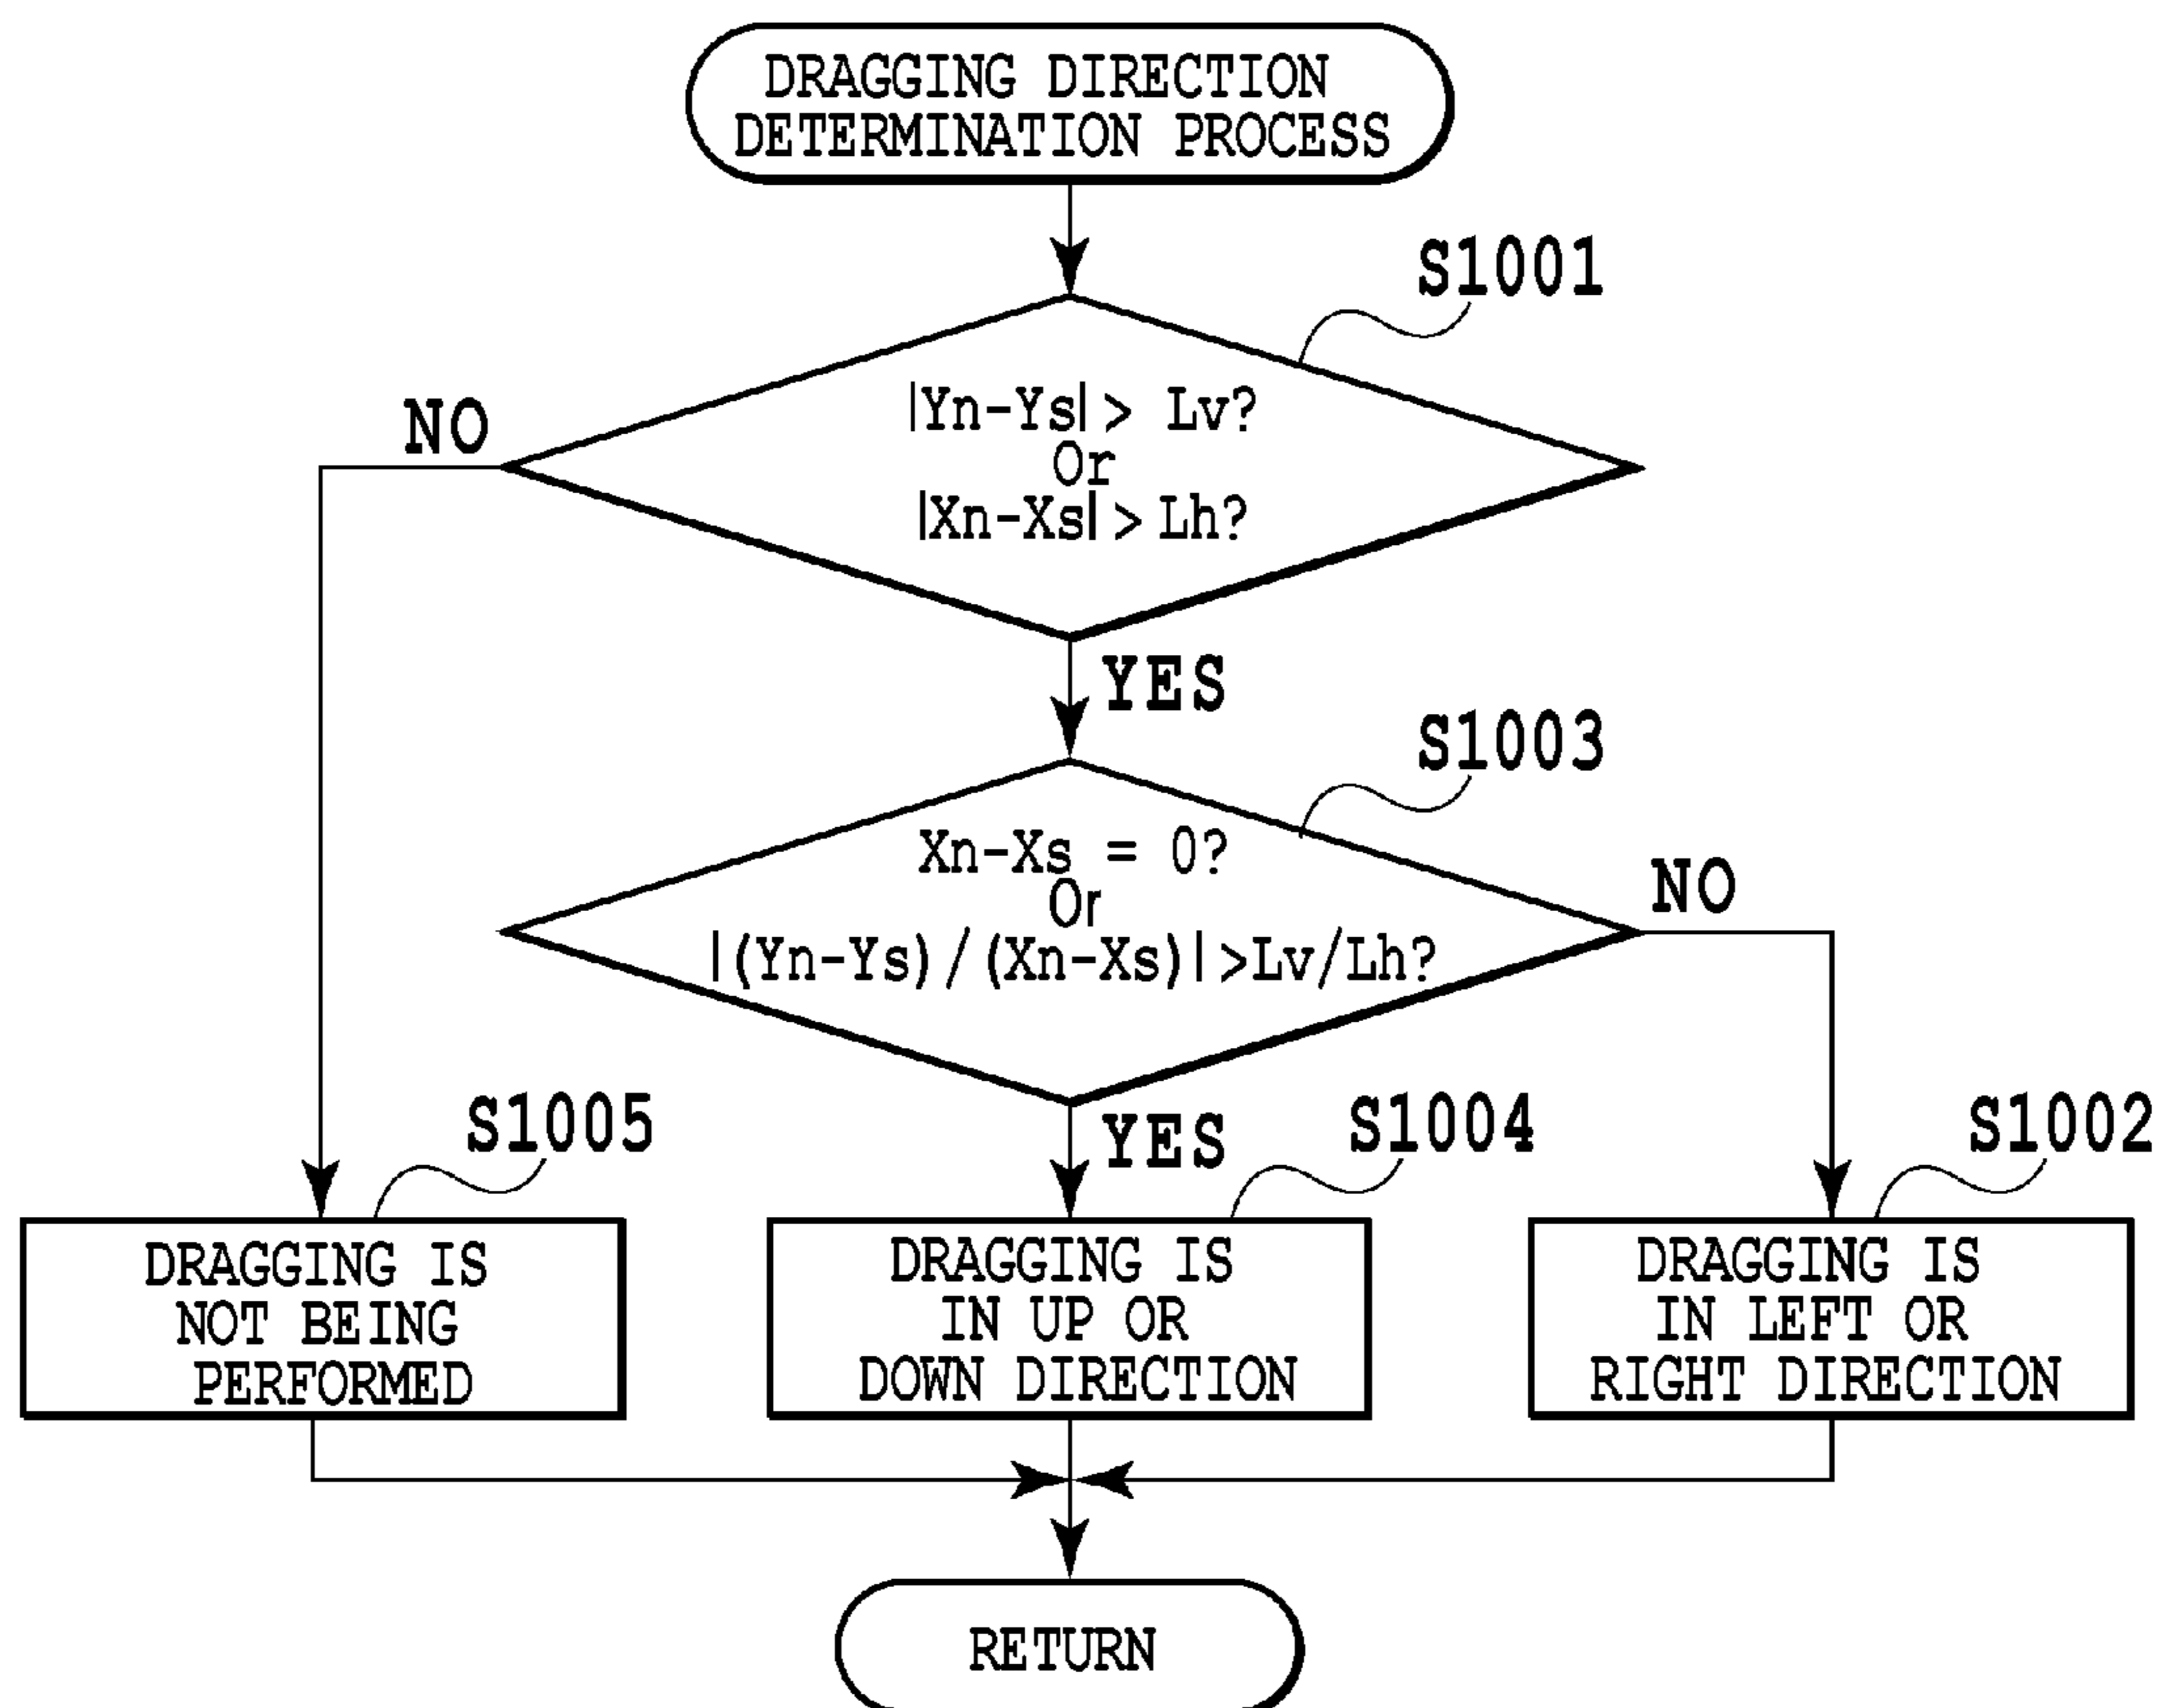 DRAGGING DIRECTION
DETERMINATION PROCESS
S1001
|Yn-Ys|> Lv?
Or
|Xn-Xs|>Lh?
NO
YES
S1003
Xn-Xs = 0?
Or
|(Yn-Ys)/(Xn-Xs)|>Lv/Lh?
NO
YES
S1005
DRAGGING IS
NOT BEING
PERFORMED
S1004
DRAGGING IS
IN UP OR
DOWN DIRECTION
S1002
DRAGGING IS
IN LEFT OR
RIGHT DIRECTION
RETURN